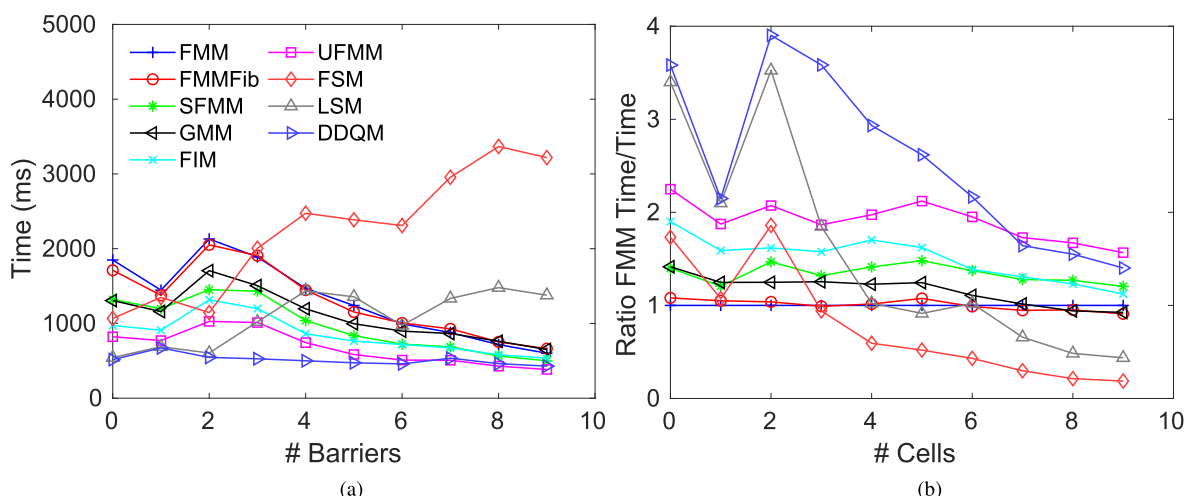 5000
4000
3000
2000
1000
0
Time (ms)
FMM
FMMFib
SFMM
GMM
FIM
UFMM
FSM
LSM
DDQM
0 2 4 6 8 10
# Barriers
(a)
4
3
2
1
0
Ratio FMM Time/Time
0 2 4 6 8 10
# Cells
(b)